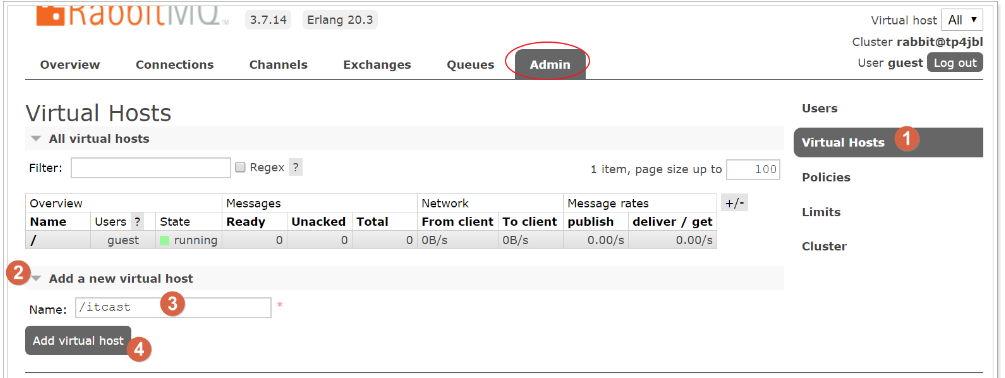 RabbitMQ TM 3.7.14 Erlang 20.3
Virtual host All
Cluster rabbit@tp4jbl
User guest Log out
Overview Connections Channels Exchanges Queues Admin
Virtual Hosts
All virtual hosts
Filter: Regex ? 1 item, page size up to 100
Overview Messages Network Message rates +/-
Name Users ? State Ready Unacked Total From client To client publish deliver / get
/ guest running 0 0 0 0B/s 0B/s 0.00/s 0.00/s
2 Add a new virtual host
Name: /itcast 3 *
Add virtual host 4
Users
Virtual Hosts 1
Policies
Limits
Cluster